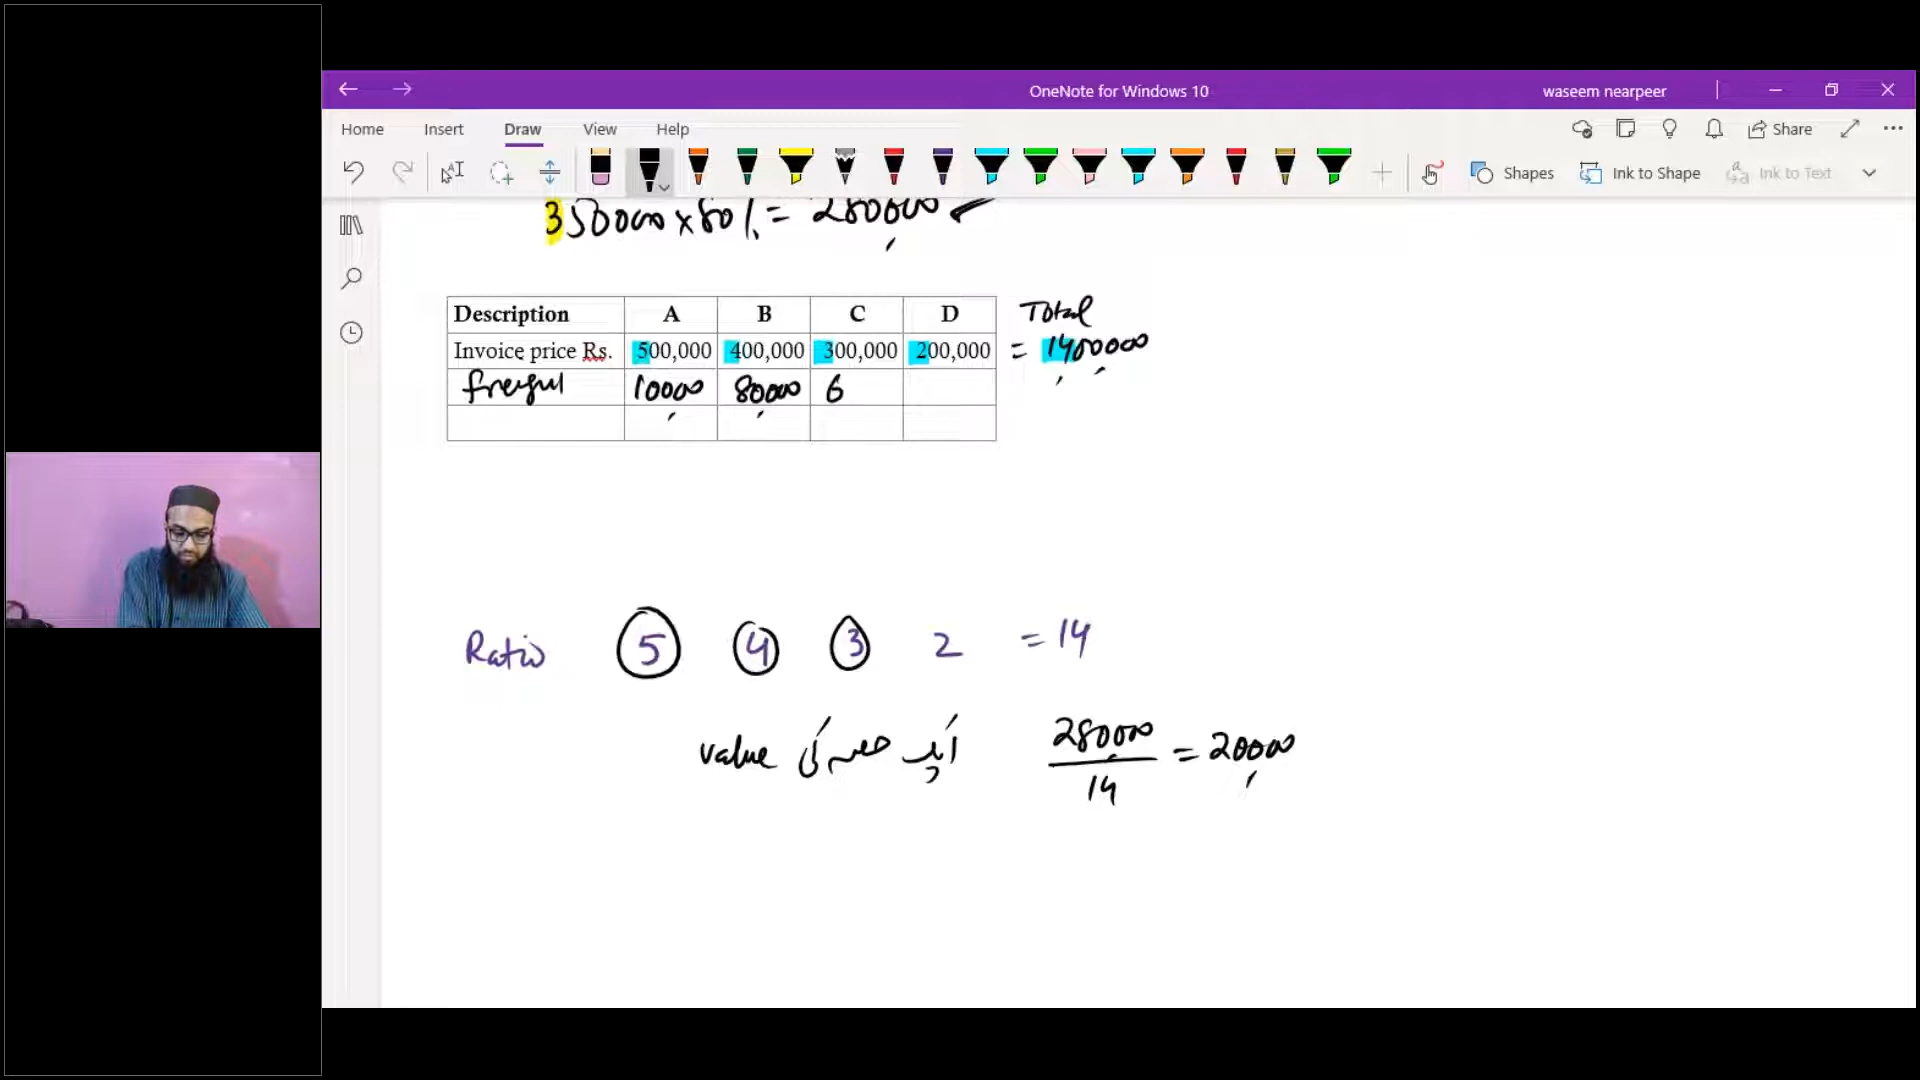 OneNote for Windows 10
waseem nearpeer
Home Insert Draw View Help
Share
Shapes Ink to Shape Ink to Text
350000 x 80% = 280000
Description A B C D Total
Invoice price Rs. 500,000 400,000 300,000 200,000 = 1400000
freight 10000 80000 6
Ratio 5 4 3 2 = 14
ایک حصہ کی value 280000 / 14 = 20000